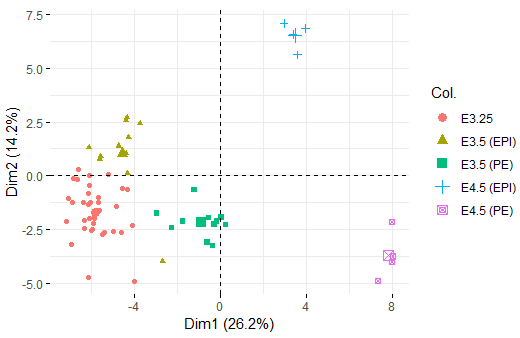 7.5
5.0
2.5
0.0
-2.5
-5.0
Dim2 (14.2%)
-4
0
4
8
Dim1 (26.2%)
Col.
E3.25
E3.5 (EPI)
E3.5 (PE)
E4.5 (EPI)
E4.5 (PE)